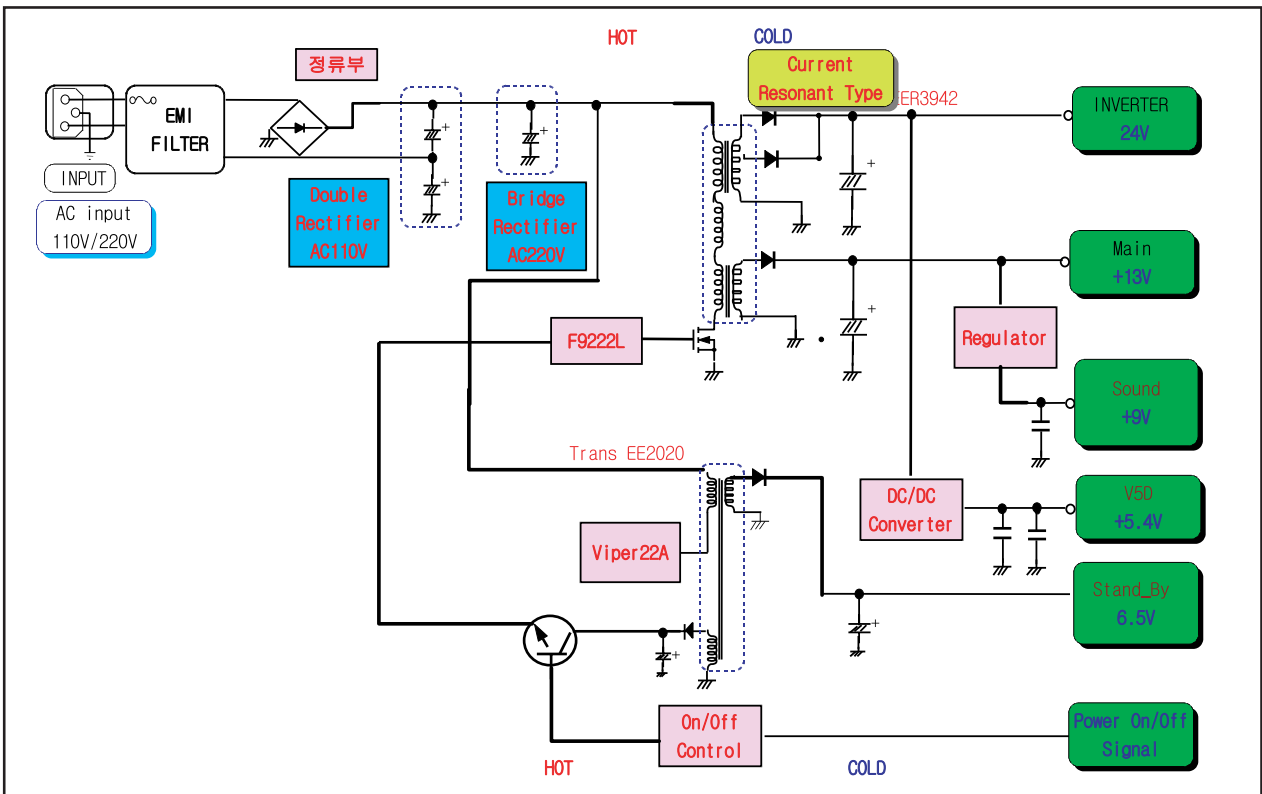 HOT
COLD
정류부
Current
Resonant Type
EER3942
INVERTER
24V
EMI
FILTER
INPUT
AC input
110V/220V
Double
Rectifier
AC110V
Bridge
Rectifier
AC220V
+
+
+
+
+
Main
+13V
F9222L
Regulator
Sound
+9V
Trans EE2020
DC/DC
Converter
V5D
+5.4V
Viper22A
Stand_By
6.5V
+
+
On/Off
Control
Power On/Off
Signal
HOT
COLD